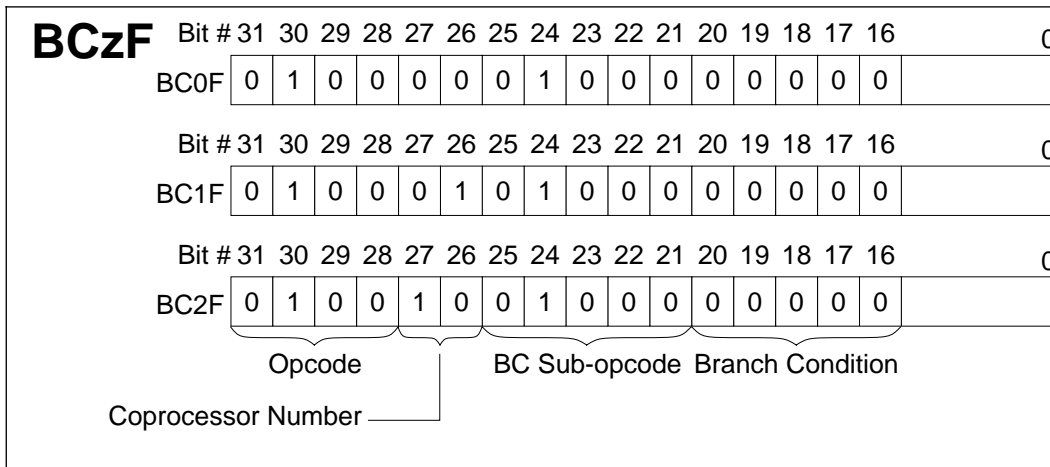 BCzF Bit # 31 30 29 28 27 26 25 24 23 22 21 20 19 18 17 16 0
BC0F 0 1 0 0 0 0 0 1 0 0 0 0 0 0 0 0
Bit # 31 30 29 28 27 26 25 24 23 22 21 20 19 18 17 16 0
BC1F 0 1 0 0 0 1 0 1 0 0 0 0 0 0 0 0
Bit # 31 30 29 28 27 26 25 24 23 22 21 20 19 18 17 16 0
BC2F 0 1 0 0 1 0 0 1 0 0 0 0 0 0 0 0
Opcode BC Sub-opcode Branch Condition
Coprocessor Number